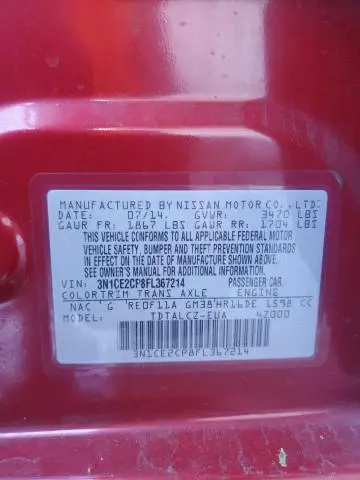 MANUFACTURED BY NISSAN MOTOR CO., LTD.
DATE: 07/14. GVWR: 3470 LBS
GAWR FR: 1867 LBS GAWR RR: 1704 LBS
THIS VEHICLE CONFORMS TO ALL APPLICABLE FEDERAL MOTOR
VEHICLE SAFETY, BUMPER AND THEFT PREVENTION STANDARDS
IN EFFECT ON THE DATE OF MANUFACTURE SHOWN ABOVE.
SEE OWNER'S MANUAL FOR ADDITIONAL INFORMATION.
VIN: 3N1CE2CP8FL367214 PASSENGER CAR.
COLOR TRIM TRANS AXLE ENGINE
NAC G RE0F11A GM38 HR16DE 1598 CC
MODEL TDTALCZ-EUA 4Z000
3N1CE2CP8FL367214